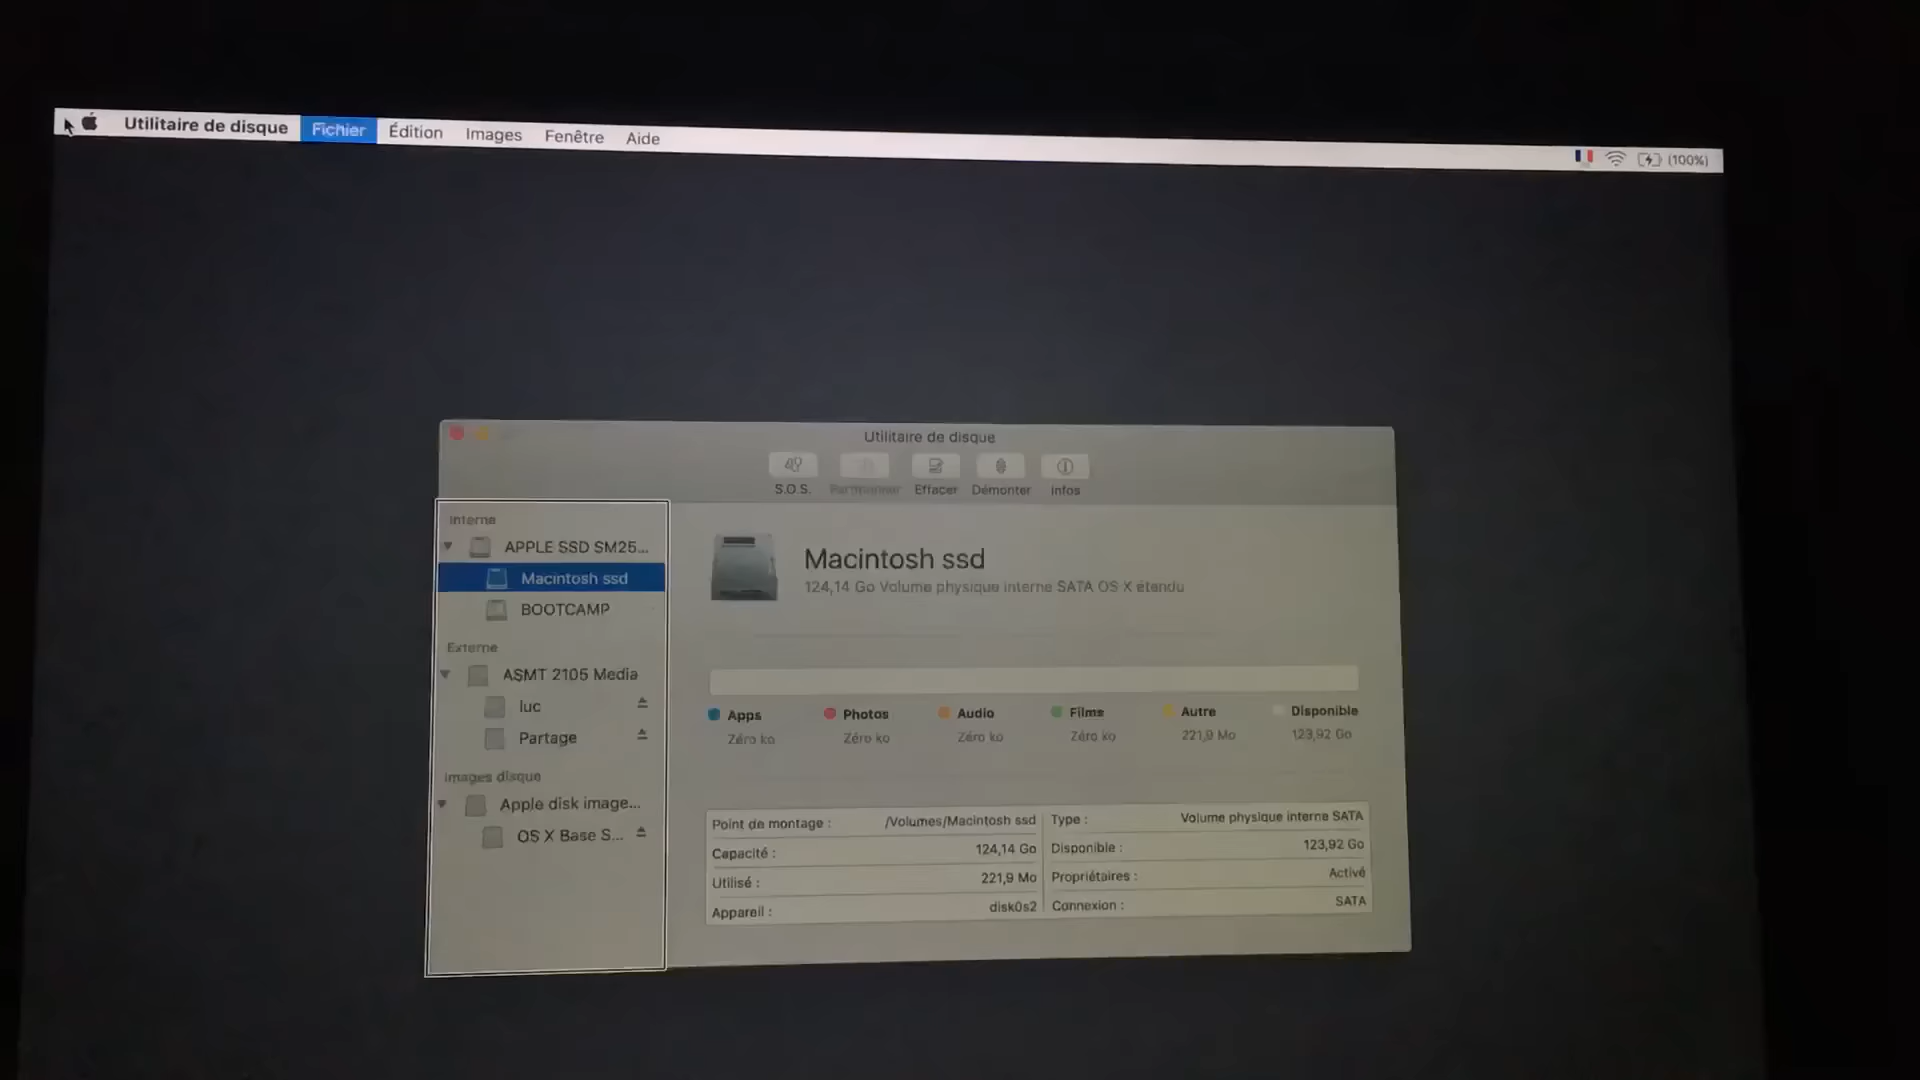 Utilitaire de disque Fichier Édition Images Fenêtre Aide
(100%)
Utilitaire de disque
S.O.S. Partitionner Effacer Démonter Infos
Interne
APPLE SSD SM25...
Macintosh ssd
BOOTCAMP
Externe
ASMT 2105 Media
luc
Partage
Images disque
Apple disk image...
OS X Base S...
Macintosh ssd
124,14 Go Volume physique interne SATA OS X étendu
Apps Photos Audio Films Autre Disponible
Zéro ko Zéro ko Zéro ko Zéro ko 221,9 Mo 123,92 Go
Point de montage : /Volumes/Macintosh ssd Type : Volume physique interne SATA
Capacité : 124,14 Go Disponible : 123,92 Go
Utilisé : 221,9 Mo Propriétaires : Activé
Appareil : disk0s2 Connexion : SATA